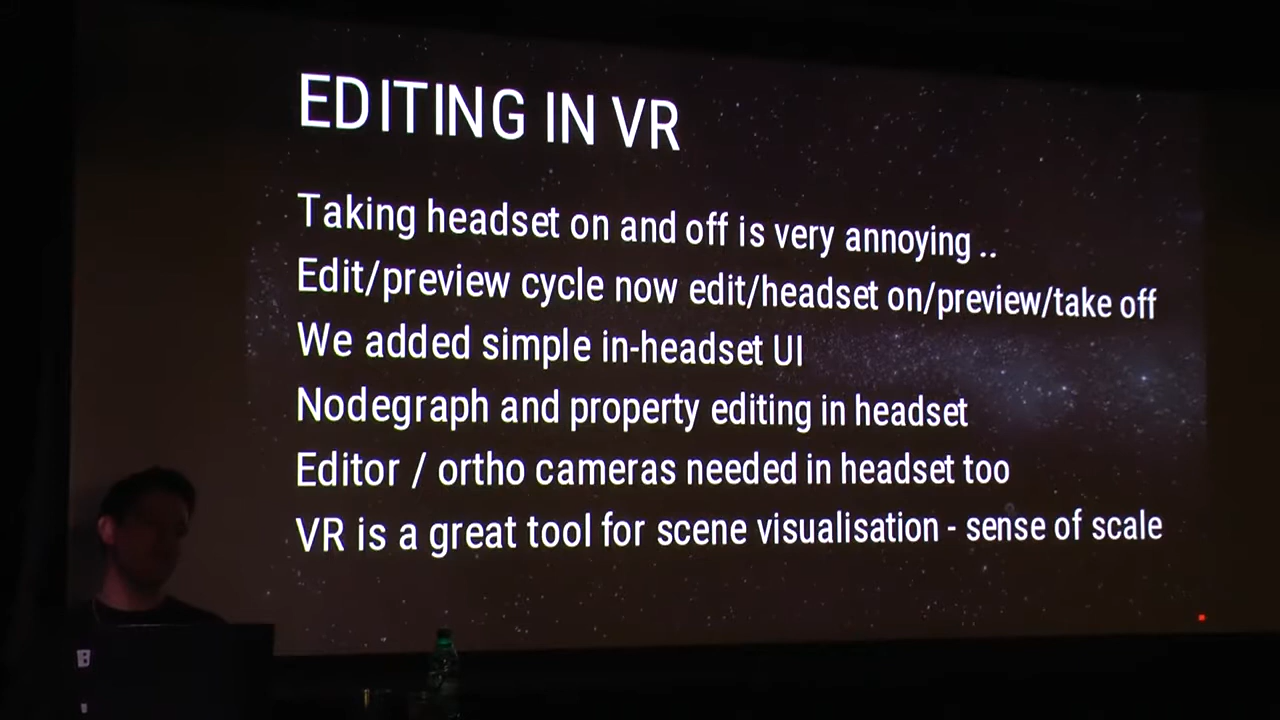 EDITING IN VR
Taking headset on and off is very annoying ..
Edit/preview cycle now edit/headset on/preview/take off
We added simple in-headset UI
Nodegraph and property editing in headset
Editor / ortho cameras needed in headset too
VR is a great tool for scene visualisation - sense of scale